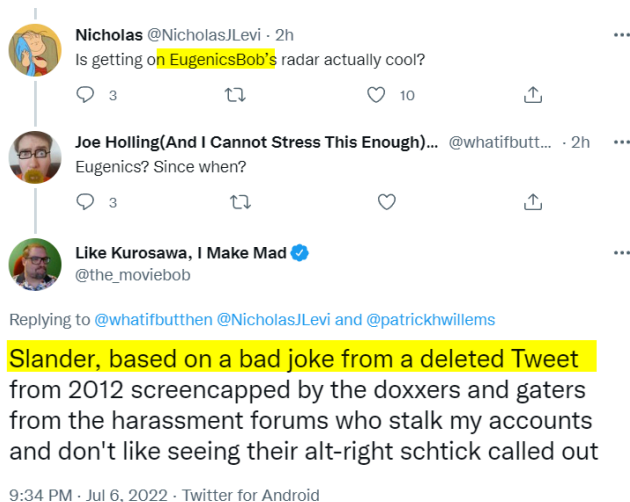 Nicholas @NicholasJLevi · 2h
Is getting on EugenicsBob's radar actually cool?
3 10
Joe Holling(And I Cannot Stress This Enough)... @whatifbutt... · 2h
Eugenics? Since when?
3
Like Kurosawa, I Make Mad
@the_moviebob
Replying to @whatifbutthen @NicholasJLevi and @patrickhwillems
Slander, based on a bad joke from a deleted Tweet
from 2012 screencapped by the doxxers and gaters
from the harassment forums who stalk my accounts
and don't like seeing their alt-right schtick called out
9:34 PM · Jul 6, 2022 · Twitter for Android